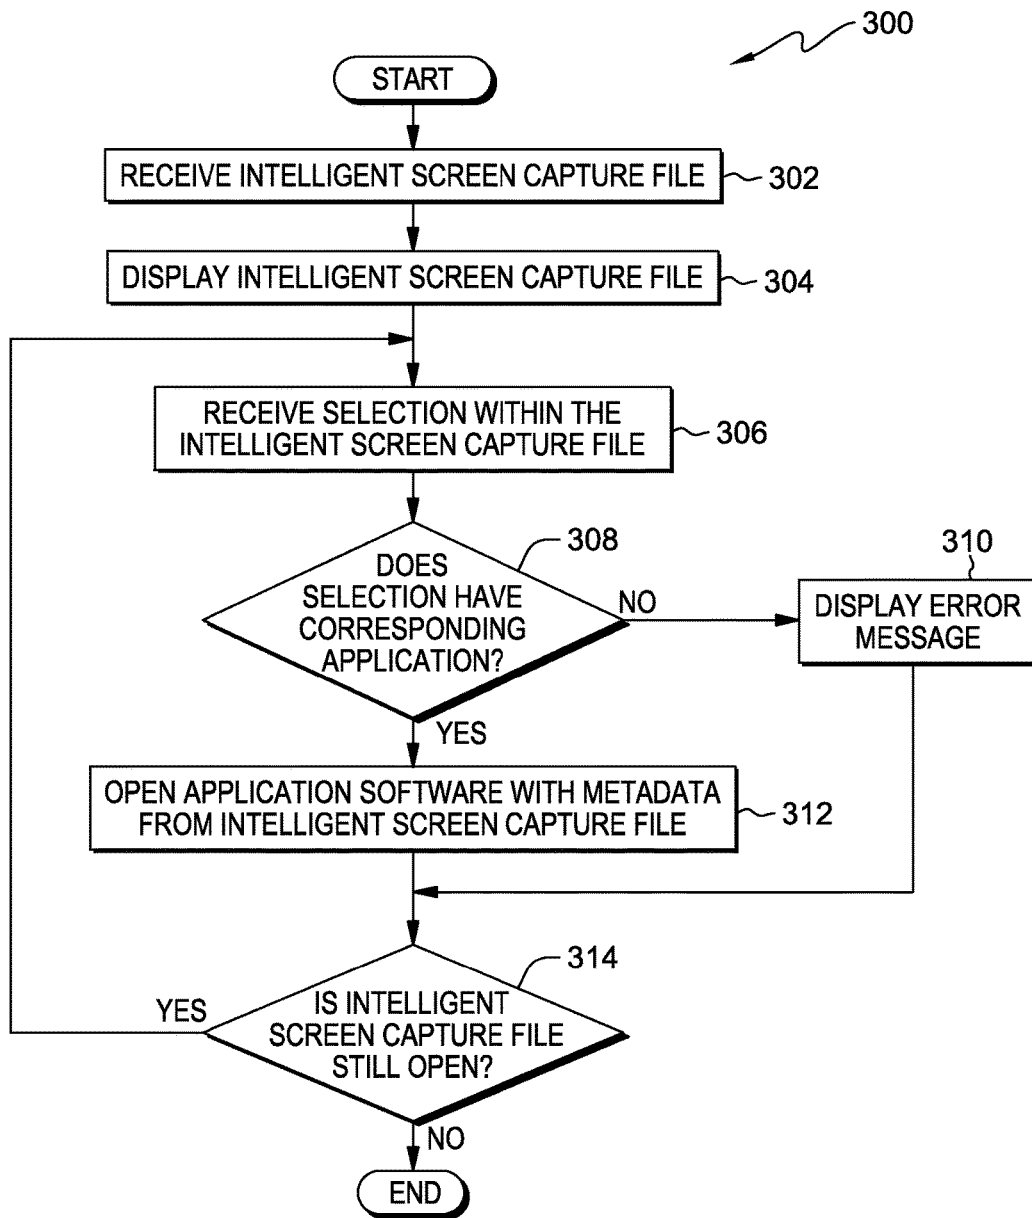 300
START
RECEIVE INTELLIGENT SCREEN CAPTURE FILE
302
DISPLAY INTELLIGENT SCREEN CAPTURE FILE
304
RECEIVE SELECTION WITHIN THE
INTELLIGENT SCREEN CAPTURE FILE
306
DOES
SELECTION HAVE
CORRESPONDING
APPLICATION?
308
NO
310
DISPLAY ERROR
MESSAGE
YES
OPEN APPLICATION SOFTWARE WITH METADATA
FROM INTELLIGENT SCREEN CAPTURE FILE
312
314
YES
IS INTELLIGENT
SCREEN CAPTURE FILE
STILL OPEN?
NO
END